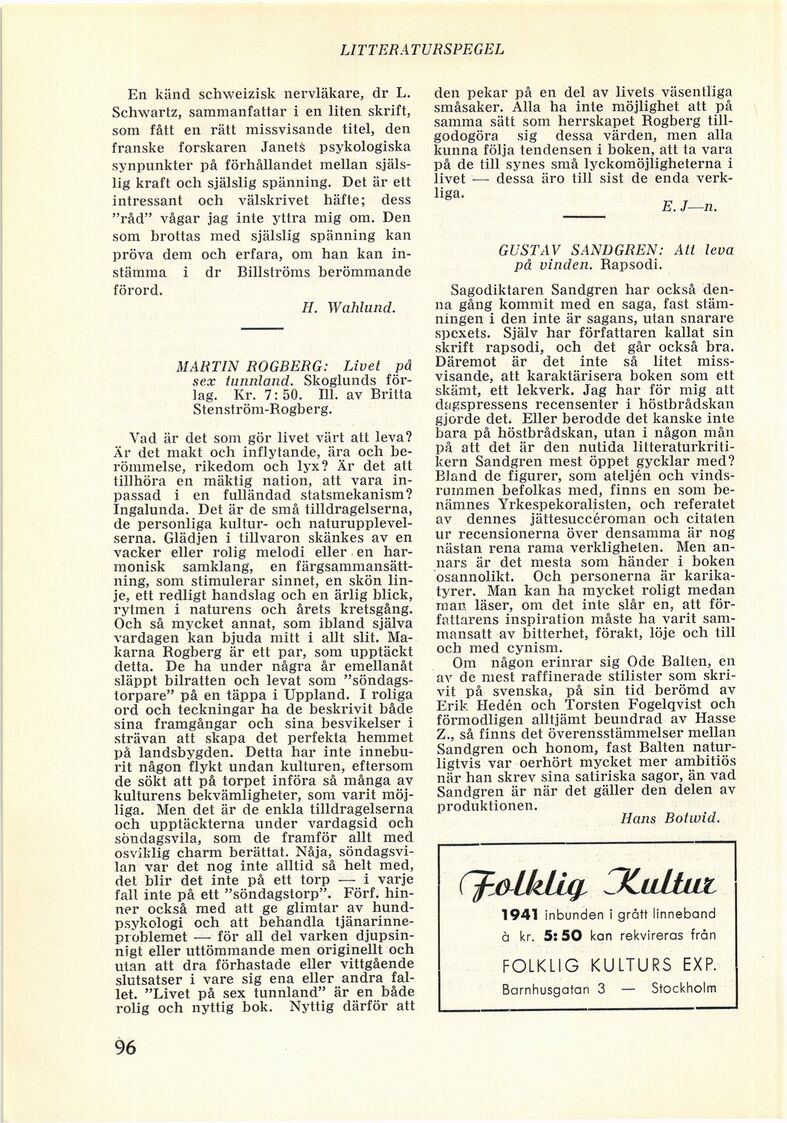 LITTERATURSPEGEL
En känd schweizisk nervläkare, dr L.
Schwartz, sammanfattar i en liten skrift,
som fått en rätt missvisande titel, den
franske forskaren Janets psykologiska
synpunkter på förhållandet mellan själs-
lig kraft och själslig spänning. Det är ett
intressant och välskrivet häfte; dess
”råd” vågar jag inte yttra mig om. Den
som brottas med själslig spänning kan
pröva dem och erfara, om han kan in-
stämma i dr Billströms berömmande
förord.
H. Wahlund.
MARTIN ROGBERG: Livet på
sex tunnland. Skoglunds för-
lag. Kr. 7: 50. Ill. av Britta
Stenström-Rogberg.
Vad är det som gör livet värt att leva?
Är det makt och inflytande, ära och be-
römmelse, rikedom och lyx? Är det att
tillhöra en mäktig nation, att vara in-
passad i en fulländad statsmekanism?
Ingalunda. Det är de små tilldragelserna,
de personliga kultur- och naturupplevel-
serna. Glädjen i tillvaron skänkes av en
vacker eller rolig melodi eller en har-
monisk samklang, en färgsammansätt-
ning, som stimulerar sinnet, en skön lin-
je, ett redligt handslag och en ärlig blick,
rytmen i naturens och årets kretsgång.
Och så mycket annat, som ibland själva
vardagen kan bjuda mitt i allt slit. Ma-
karna Rogberg är ett par, som upptäckt
detta. De ha under några år emellanåt
släppt bilratten och levat som ”söndags-
torpare” på en täppa i Uppland. I roliga
ord och teckningar ha de beskrivit både
sina framgångar och sina besvikelser i
strävan att skapa det perfekta hemmet
på landsbygden. Detta har inte innebu-
rit någon flykt undan kulturen, eftersom
de sökt att på torpet införa så många av
kulturens bekvämligheter, som varit möj-
liga. Men det är de enkla tilldragelserna
och upptäckterna under vardagsid och
söndagsvila, som de framför allt med
osviklig charm berättat. Nåja, söndagsvi-
lan var det nog inte alltid så helt med,
det blir det inte på ett torp — i varje
fall inte på ett ”söndagstorp”. Förf. hin-
ner också med att ge glimtar av hund-
psykologi och att behandla tjänarinne-
problemet — för all del varken djupsin-
nigt eller uttömmande men originellt och
utan att dra förhastade eller vittgående
slutsatser i vare sig ena eller andra fal-
let. ”Livet på sex tunnland” är en både
rolig och nyttig bok. Nyttig därför att
den pekar på en del av livets väsentliga
småsaker. Alla ha inte möjlighet att på
samma sätt som herrskapet Rogberg till-
godogöra sig dessa värden, men alla
kunna följa tendensen i boken, att ta vara
på de till synes små lyckomöjligheterna i
livet — dessa äro till sist de enda verk-
liga.
E. J—n.
GUSTAV SANDGREN: Att leva
på vinden. Rapsodi.
Sagodiktaren Sandgren har också den-
na gång kommit med en saga, fast stäm-
ningen i den inte är sagans, utan snarare
spexets. Själv har författaren kallat sin
skrift rapsodi, och det går också bra.
Däremot är det inte så litet miss-
visande, att karaktärisera boken som ett
skämt, ett lekverk. Jag har för mig att
dagspressens recensenter i höstbrådskan
gjorde det. Eller berodde det kanske inte
bara på höstbrådskan, utan i någon mån
på att det är den nutida litteraturkriti-
kern Sandgren mest öppet gycklar med?
Bland de figurer, som ateljén och vinds-
rummen befolkas med, finns en som be-
nämnes Yrkespekoralisten, och referatet
av dennes jättesuccéroman och citaten
ur recensionerna över densamma är nog
nästan rena rama verkligheten. Men an-
nars är det mesta som händer i boken
osannolikt. Och personerna är karika-
tyrer. Man kan ha mycket roligt medan
man läser, om det inte slår en, att för-
fattarens inspiration måste ha varit sam-
mansatt av bitterhet, förakt, löje och till
och med cynism.
Om någon erinrar sig Ode Balten, en
av de mest raffinerade stilister som skri-
vit på svenska, på sin tid berömd av
Erik Hedén och Torsten Fogelqvist och
förmodligen alltjämt beundrad av Hasse
Z., så finns det överensstämmelser mellan
Sandgren och honom, fast Balten natur-
ligtvis var oerhört mycket mer ambitiös
när han skrev sina satiriska sagor, än vad
Sandgren är när det gäller den delen av
produktionen.
Hans Botwid.
Folklig Kultur
1941 inbunden i grått linneband
à kr. 5:50 kan rekvireras från
FOLKLIG KULTURS EXP.
Barnhusgatan 3 — Stockholm
96